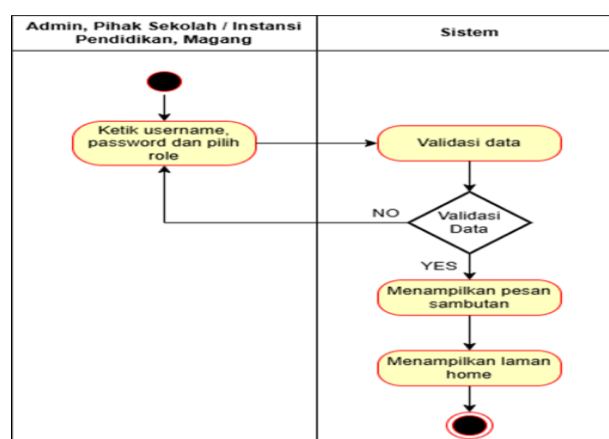 Admin, Pihak Sekolah / Instansi
Pendidikan, Magang
Sistem
Ketik username,
password dan pilih
role
Validasi data
NO
Validasi
Data
YES
Menampilkan pesan
sambutan
Menampilkan laman
home